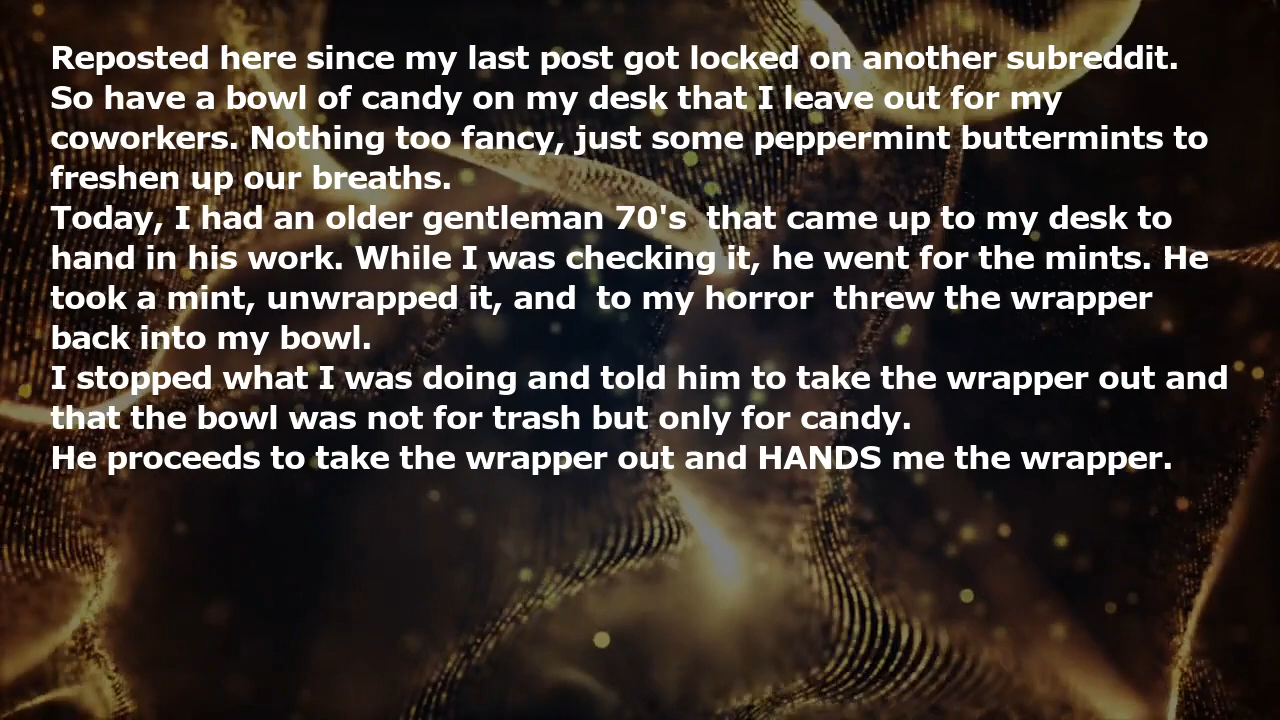 Reposted here since my last post got locked on another subreddit.
So have a bowl of candy on my desk that I leave out for my
coworkers. Nothing too fancy, just some peppermint buttermints to
freshen up our breaths.
Today, I had an older gentleman 70's  that came up to my desk to
hand in his work. While I was checking it, he went for the mints. He
took a mint, unwrapped it, and  to my horror  threw the wrapper
back into my bowl.
I stopped what I was doing and told him to take the wrapper out and
that the bowl was not for trash but only for candy.
He proceeds to take the wrapper out and HANDS me the wrapper.